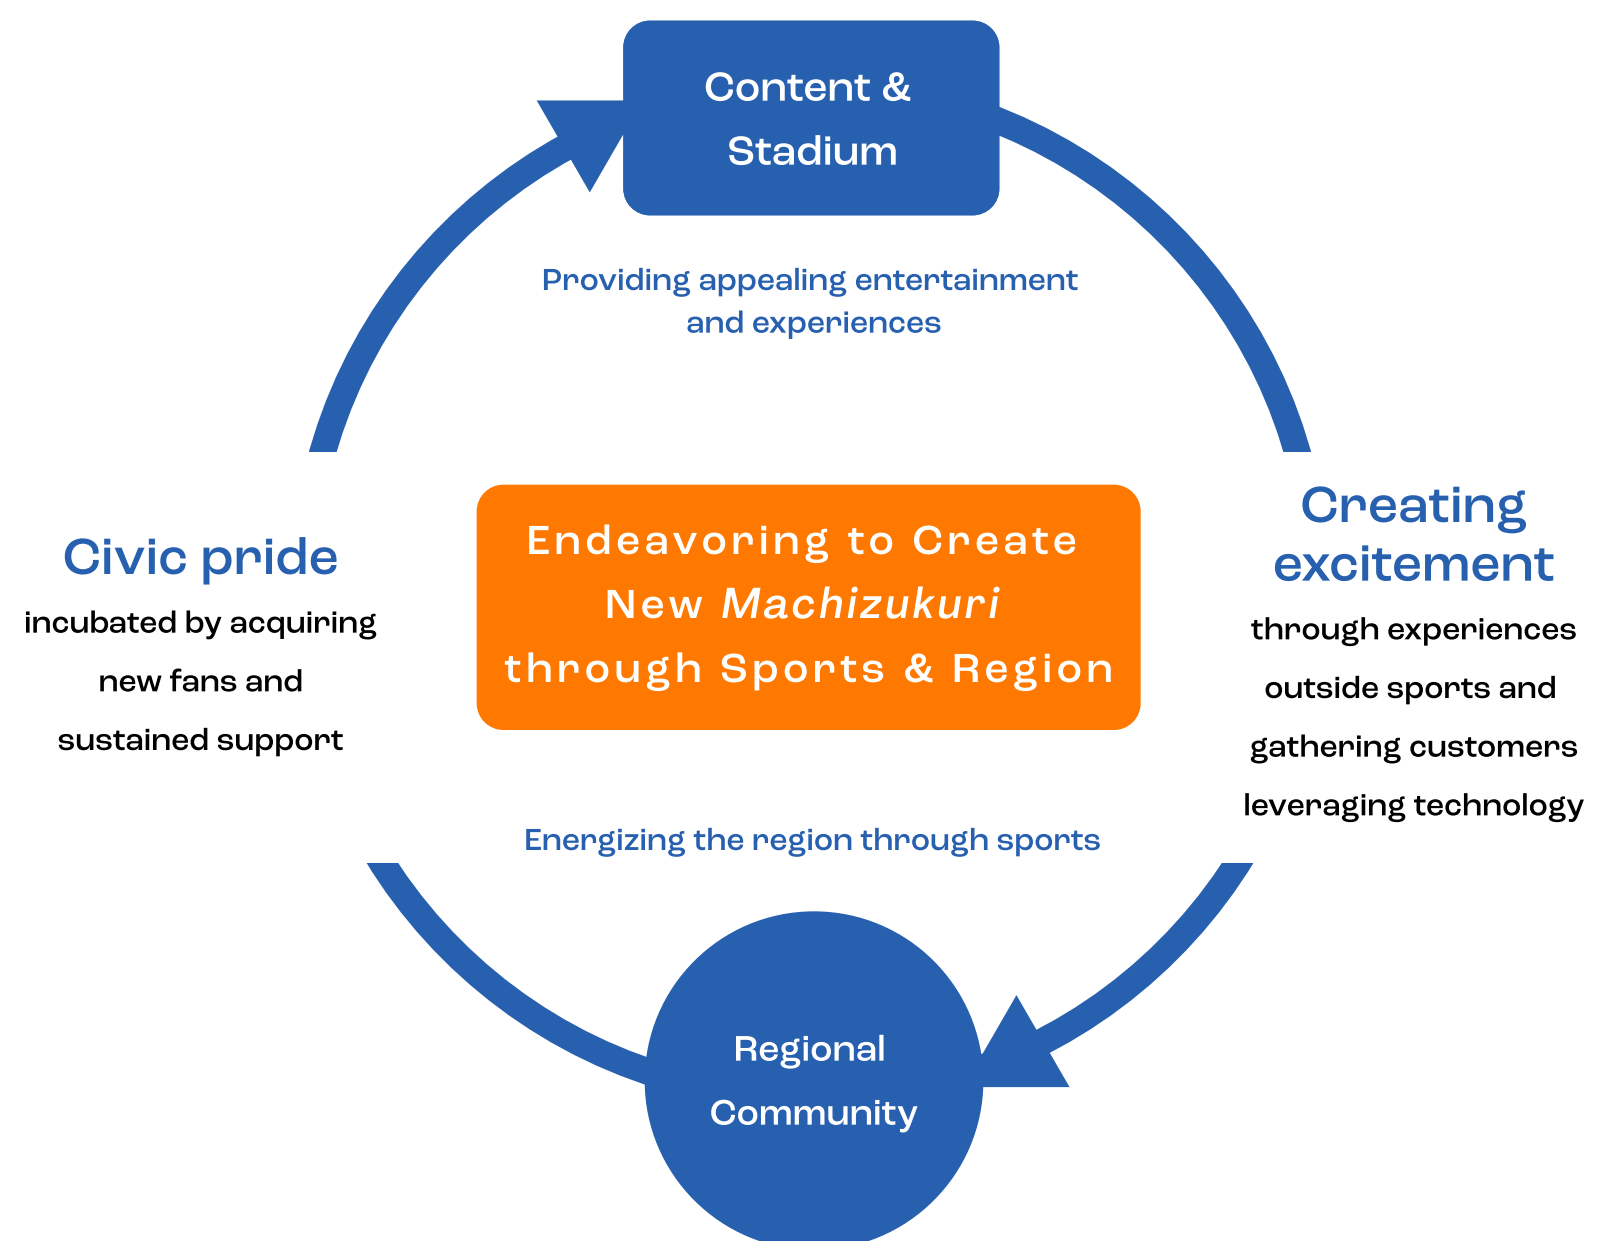 Content &
Stadium
Providing appealing entertainment
and experiences
Civic pride
incubated by acquiring
new fans and
sustained support
Endeavoring to Create
New Machizukuri
through Sports & Region
Creating
excitement
through experiences
outside sports and
gathering customers
leveraging technology
Energizing the region through sports
Regional
Community